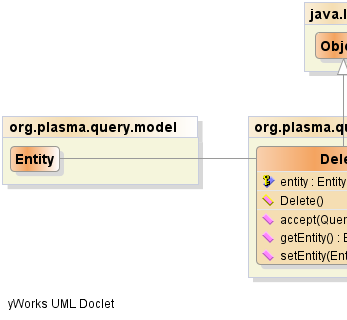 java.l
Obje
org.plasma.query.model
org.plasma.qu
Entity
Dele
entity : Entity
Delete()
accept(Quer
getEntity() : E
setEntity(Ent
yWorks UML Doclet